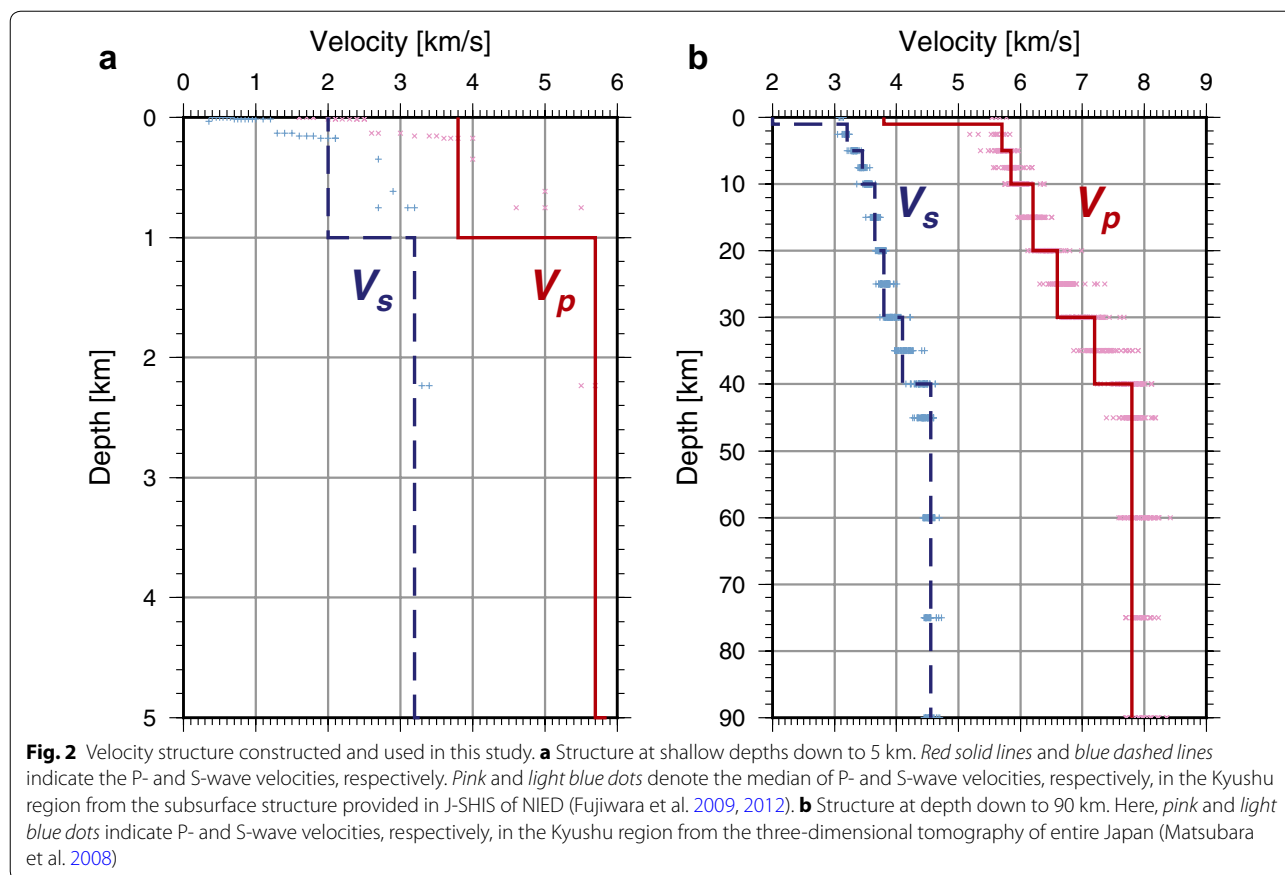 a
Velocity [km/s]
0 1 2 3 4 5 6
0
1
2
3
4
5
Depth [km]
Vs
Vp
b
Velocity [km/s]
2 3 4 5 6 7 8 9
0
10
20
30
40
50
60
70
80
90
Depth [km]
Vs
Vp
Fig. 2 Velocity structure constructed and used in this study. a Structure at shallow depths down to 5 km. Red solid lines and blue dashed lines
indicate the P- and S-wave velocities, respectively. Pink and light blue dots denote the median of P- and S-wave velocities, respectively, in the Kyushu
region from the subsurface structure provided in J-SHIS of NIED (Fujiwara et al. 2009, 2012). b Structure at depth down to 90 km. Here, pink and light
blue dots indicate P- and S-wave velocities, respectively, in the Kyushu region from the three-dimensional tomography of entire Japan (Matsubara
et al. 2008)